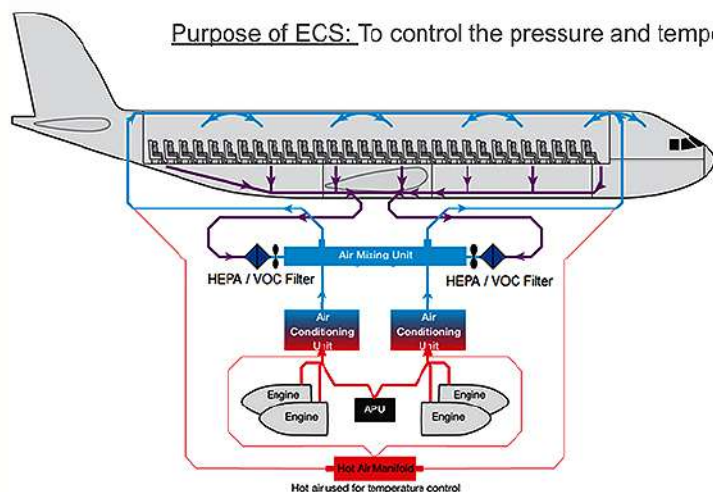 Purpose of ECS: To control the pressure and tempe
Air Mixing Unit
HEPA / VOC Filter
HEPA / VOC Filter
Air
Conditioning
Unit
Air
Conditioning
Unit
Engine
Engine
APU
Engine
Engine
Hot Air Manifold
Hot air used for temperature control